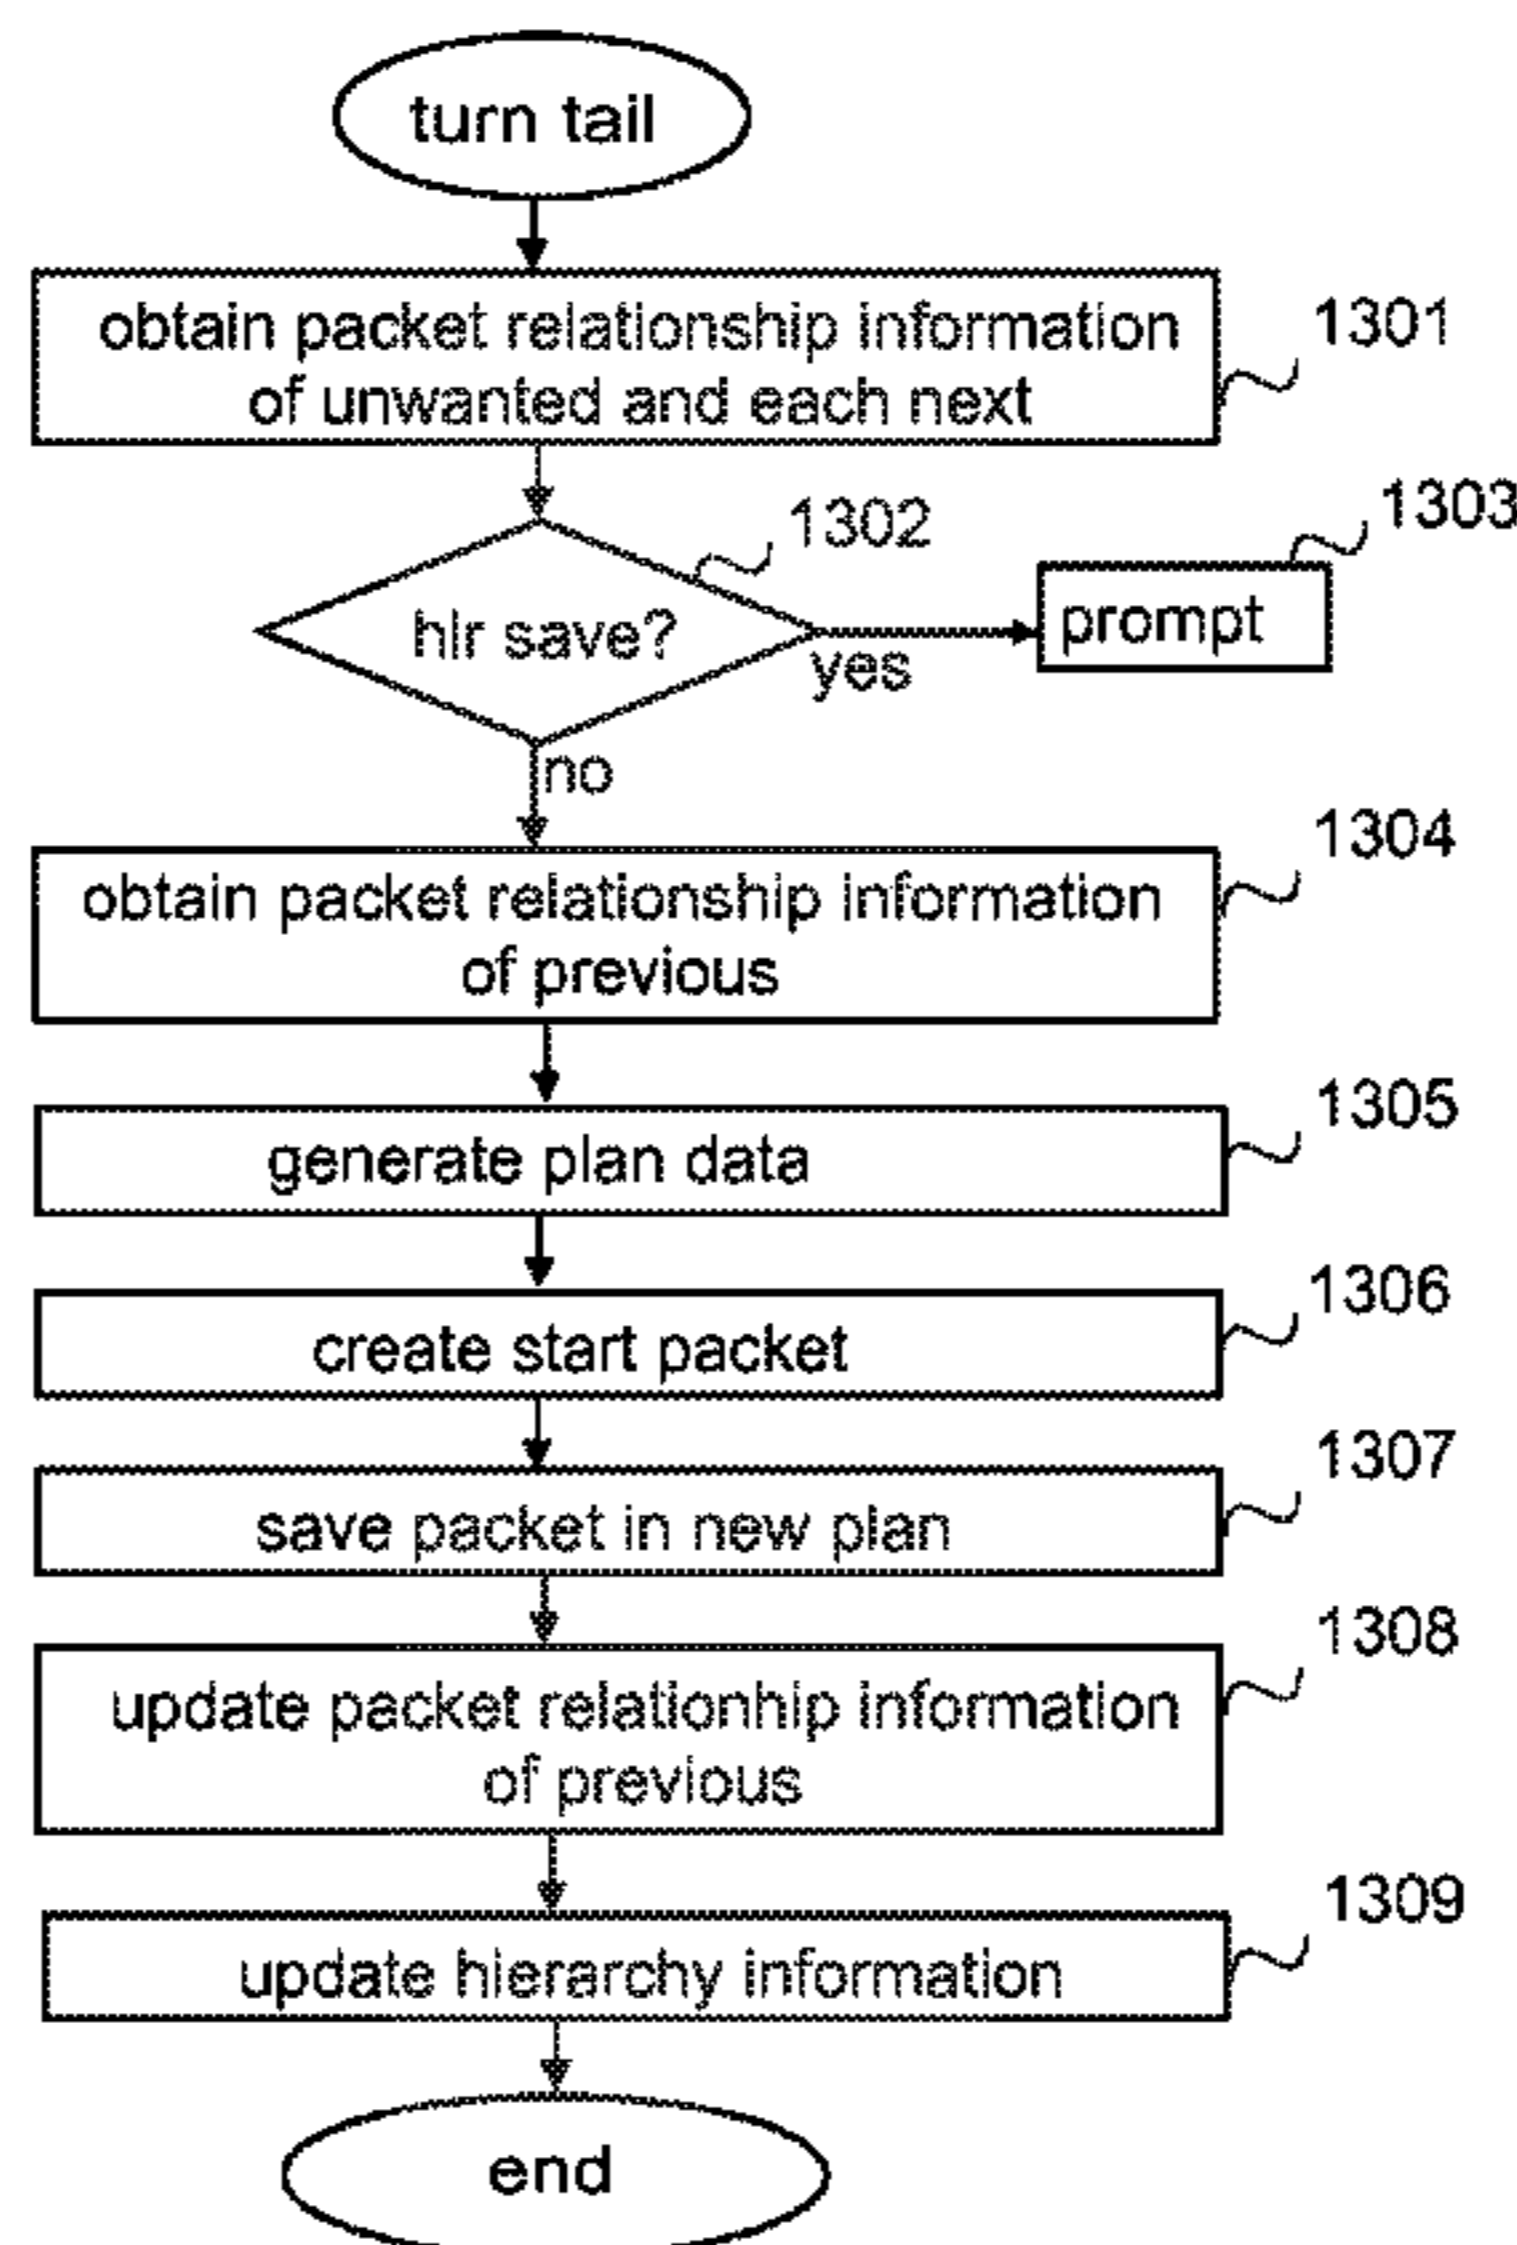 turn tail
obtain packet relationship information
of unwanted and each next
1301
1302
hlr save?
yes
1303
prompt
no
obtain packet relationship information
of previous
1304
generate plan data
1305
create start packet
1306
save packet in new plan
1307
update packet relationhip information
of previous
1308
update hierarchy information
1309
end